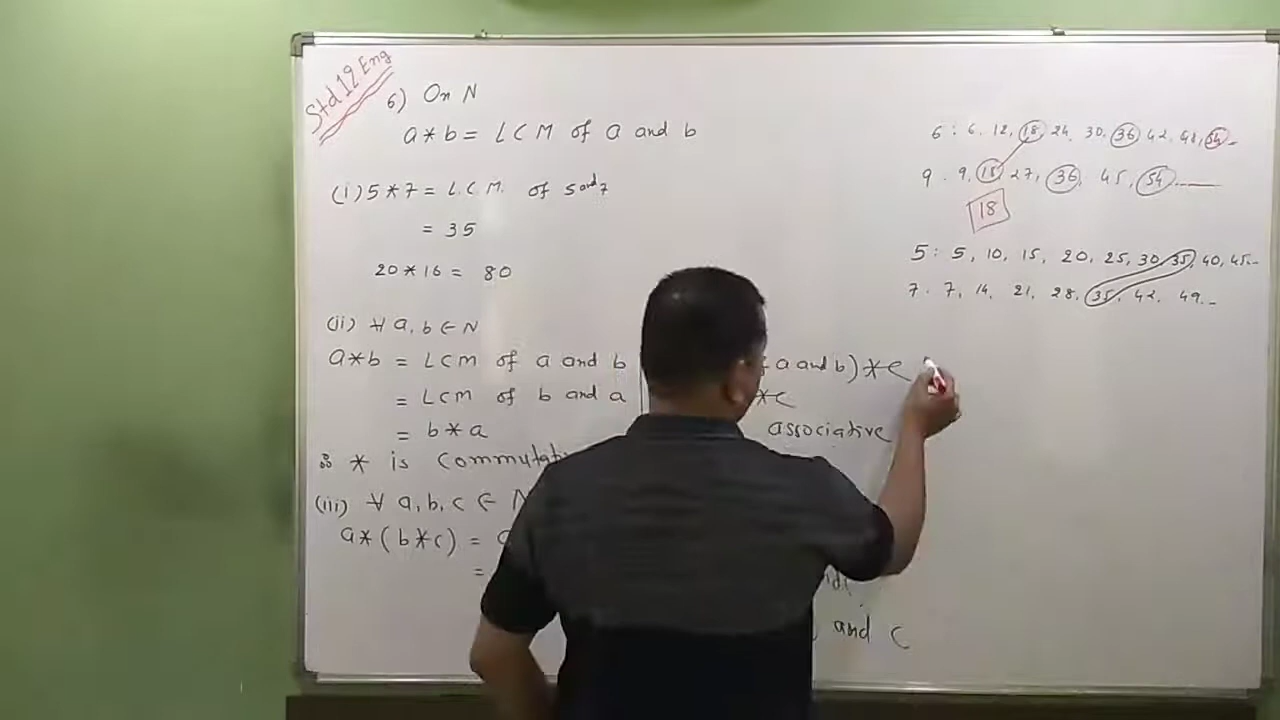 Std 12 Eng
6) On N
a * b = LCM of a and b
(i) 5 * 7 = L.C.M. of 5 and 7
= 35
20 * 16 = 80
(ii) ∀ a, b ∈ N
a * b = LCM of a and b
= LCM of b and a
= b * a
∴ * is
(iii) ∀ a, b, c ∈ N
a * (b * c) =
=
a and b) * c
* c
associative
and c
6 : 6, 12, 18, 24, 30, 36, 42, 48, 54..
9 . 9, 18, 27, 36, 45, 54 ......
18
5 : 5, 10, 15, 20, 25, 30, 35, 40, 45...
7 . 7, 14, 21, 28, 35, 42, 49..